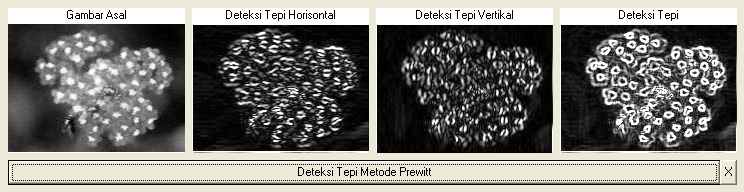 Gambar Asal
Deteksi Tepi Horisontal
Deteksi Tepi Vertikal
Deteksi Tepi
Deteksi Tepi Metode Prewitt
X